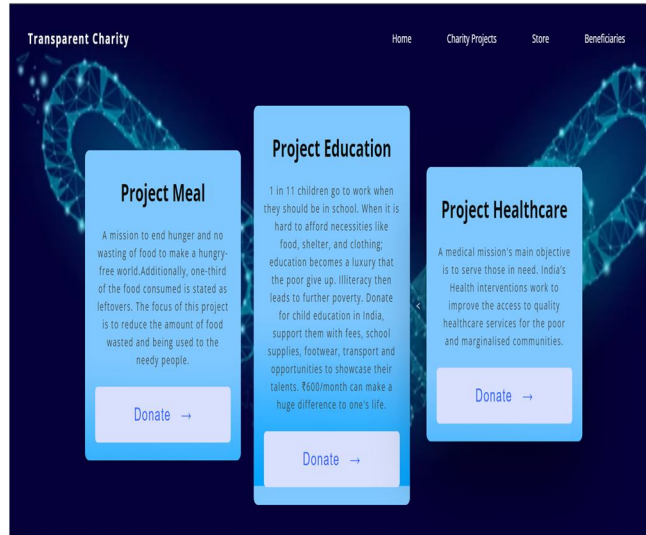 Transparent Charity
Home
Charity Projects
Store
Beneficiaries
Project Meal
A mission to end hunger and no
wasting of food to make a hungry-
free world.Additionally, one-third
of the food consumed is stated as
leftovers. The focus of this project
is to reduce the amount of food
wasted and being used to the
needy people.
Donate →
Project Education
1 in 11 children go to work when
they should be in school. When it is
hard to afford necessities like
food, shelter, and clothing;
education becomes a luxury that
the poor give up. Illiteracy then
leads to further poverty. Donate
for child education in India,
support them with fees, school
supplies, footwear, transport and
opportunities to showcase their
talents. ₹600/month can make a
huge difference to one's life.
Donate →
Project Healthcare
A medical mission's main objective
is to serve those in need. India's
Health interventions work to
improve the access to quality
healthcare services for the poor
and marginalised communities.
Donate →